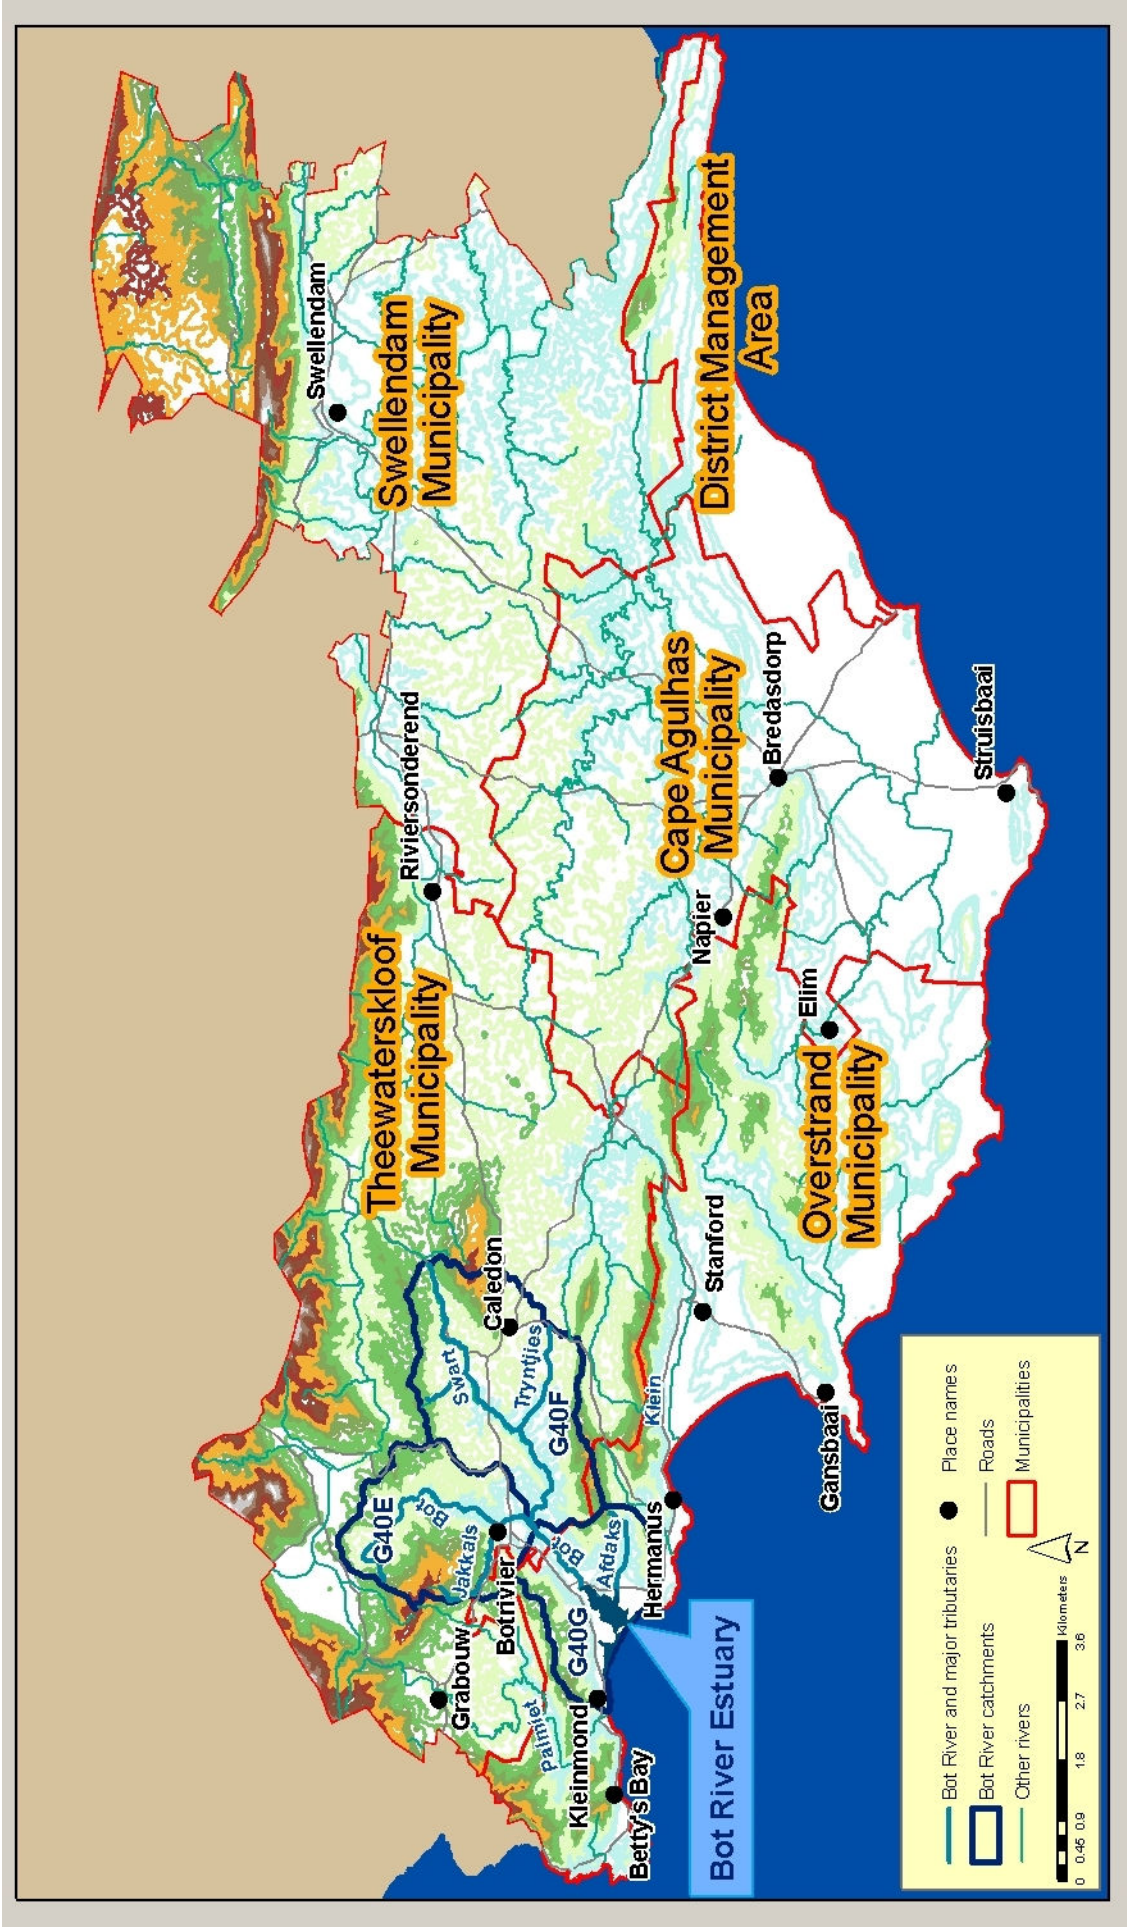 Swellendam
Swellendam
Municipality
District Management
Area
Riviersonderend
Theewaterskloof
Municipality
Cape Agulhas
Municipality
Bredasdorp
Struisbaai
Napier
Elim
Overstrand
Municipality
Caledon
Stanford
Swart
Tryntjies
G40F
Klein
Gansbaai
G40E
Bot
Jakkals
Botrivier
Bot
Afdaks
Hermanus
G40G
Grabouw
Palmiet
Kleinmond
Betty's Bay
Bot River Estuary
Bot River and major tributaries
Bot River catchments
Other rivers
Place names
Roads
Municipalities
N
0 0.45 0.9 1.8 2.7 3.6
Kilometers